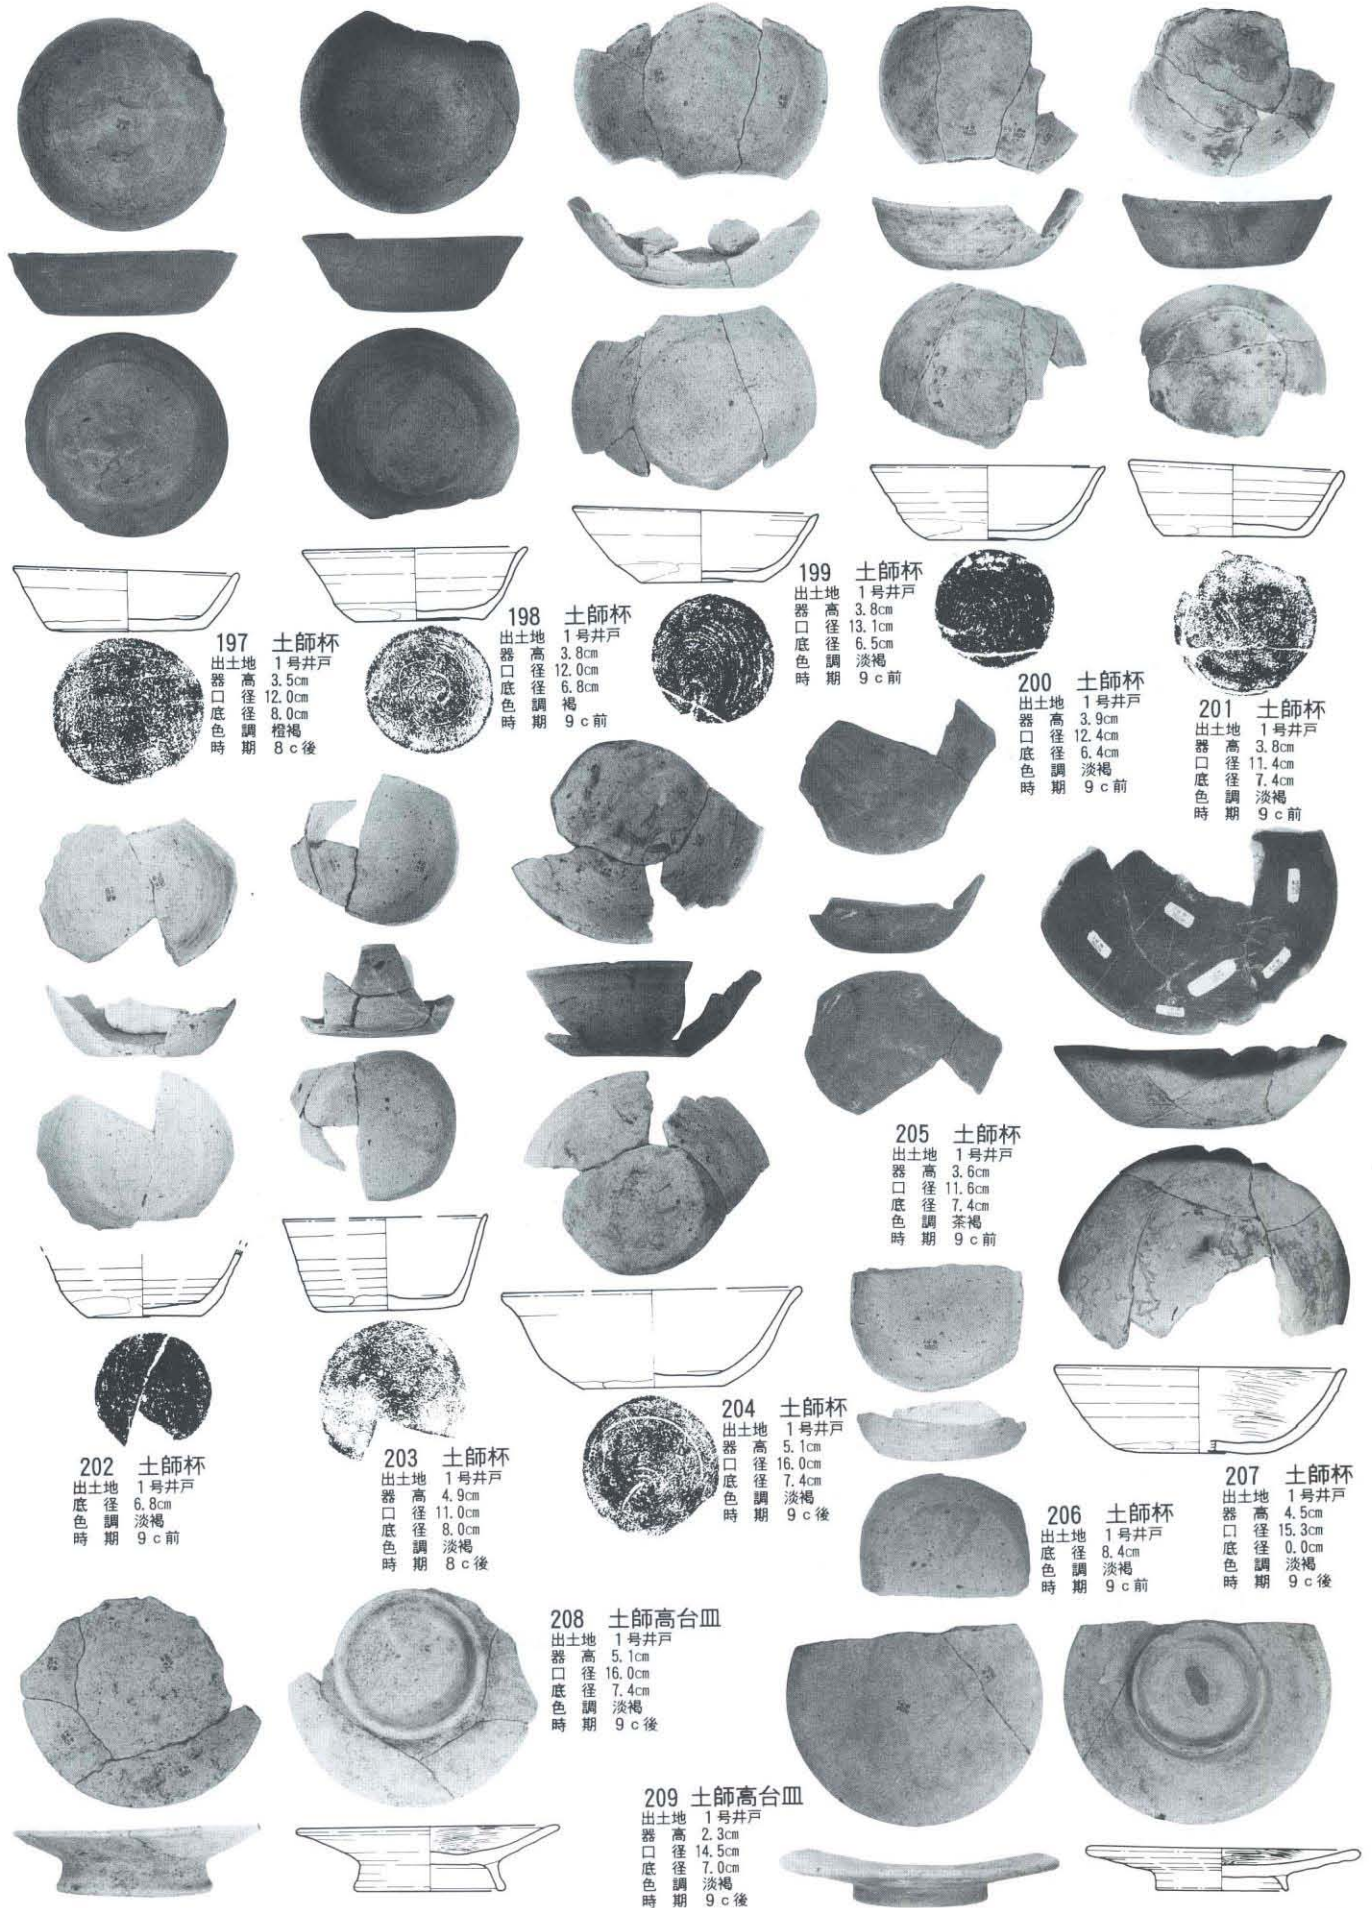 197 土師杯
出土地 1号井戸
器高 3.5cm
口径 12.0cm
底径 8.0cm
色調 橙褐
時期 8c後
198 土師杯
出土地 1号井戸
器高 3.8cm
口径 12.0cm
底径 6.8cm
色調 褐
時期 9c前
199 土師杯
出土地 1号井戸
器高 3.8cm
口径 13.1cm
底径 6.5cm
色調 淡褐
時期 9c前
200 土師杯
出土地 1号井戸
器高 3.9cm
口径 12.4cm
底径 6.4cm
色調 淡褐
時期 9c前
201 土師杯
出土地 1号井戸
器高 3.8cm
口径 11.4cm
底径 7.4cm
色調 淡褐
時期 9c前
202 土師杯
出土地 1号井戸
底径 6.8cm
色調 淡褐
時期 9c前
203 土師杯
出土地 1号井戸
器高 4.9cm
口径 11.0cm
底径 8.0cm
色調 淡褐
時期 8c後
204 土師杯
出土地 1号井戸
器高 5.1cm
口径 16.0cm
底径 7.4cm
色調 淡褐
時期 9c後
205 土師杯
出土地 1号井戸
器高 3.6cm
口径 11.6cm
底径 7.4cm
色調 茶褐
時期 9c前
206 土師杯
出土地 1号井戸
底径 8.4cm
色調 淡褐
時期 9c前
207 土師杯
出土地 1号井戸
器高 4.5cm
口径 15.3cm
底径 0.0cm
色調 淡褐
時期 9c後
208 土師高台皿
出土地 1号井戸
器高 5.1cm
口径 16.0cm
底径 7.4cm
色調 淡褐
時期 9c後
209 土師高台皿
出土地 1号井戸
器高 2.3cm
口径 14.5cm
底径 7.0cm
色調 淡褐
時期 9c後